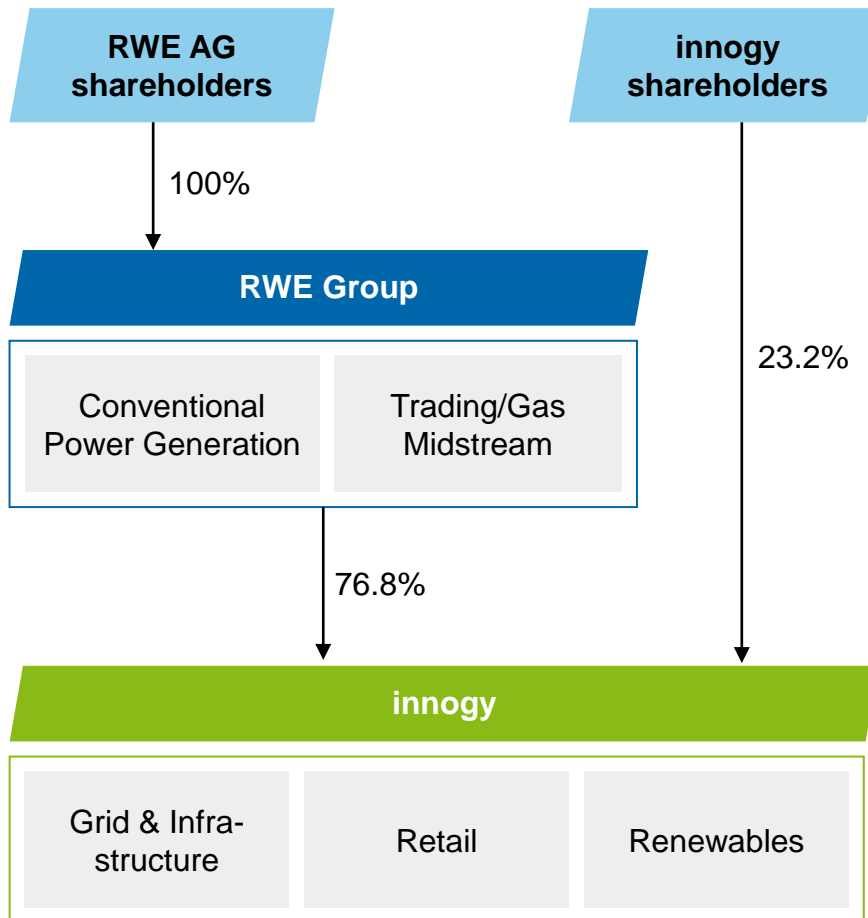 RWE AG
shareholders
innogy
shareholders
100%
RWE Group
23.2%
Conventional
Power Generation
Trading/Gas
Midstream
76.8%
innogy
Grid & Infra-
structure
Retail
Renewables